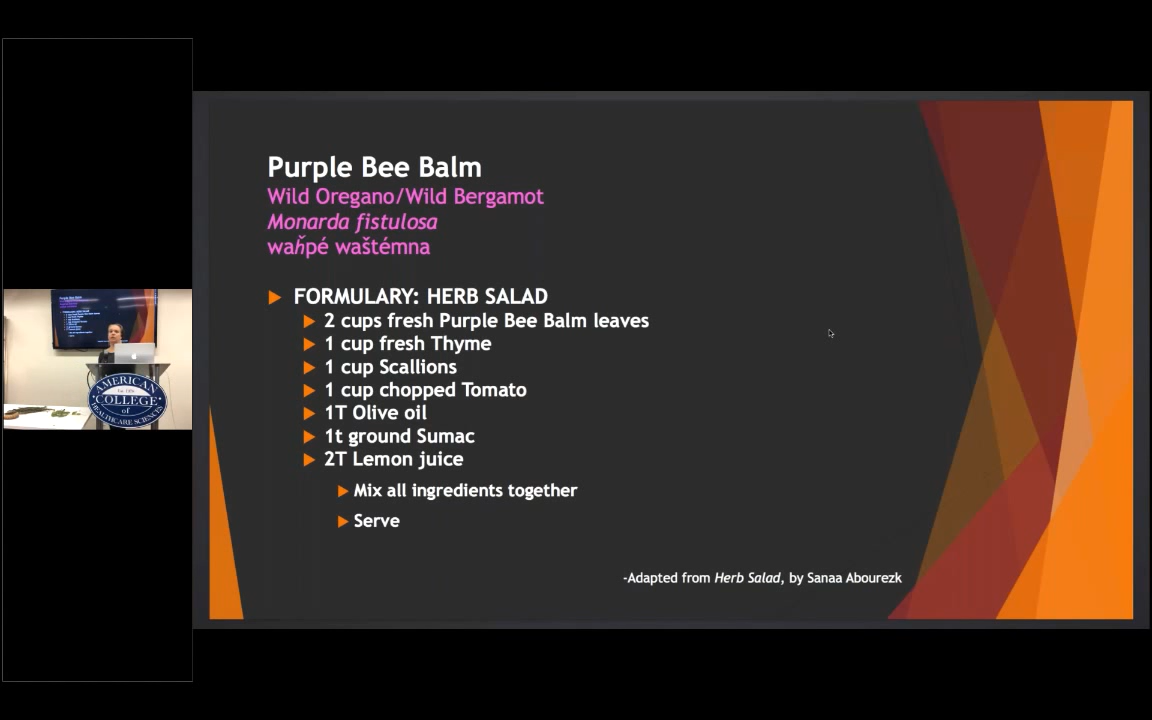 Purple Bee Balm
Wild Oregano/Wild Bergamot
Monarda fistulosa
waȟpé waštémna
FORMULARY: HERB SALAD
2 cups fresh Purple Bee Balm leaves
1 cup fresh Thyme
1 cup Scallions
1 cup chopped Tomato
1T Olive oil
1t ground Sumac
2T Lemon juice
Mix all ingredients together
Serve
-Adapted from Herb Salad, by Sanaa Abourezk
AMERICAN
COLLEGE
of
HEALTHCARE SCIENCES